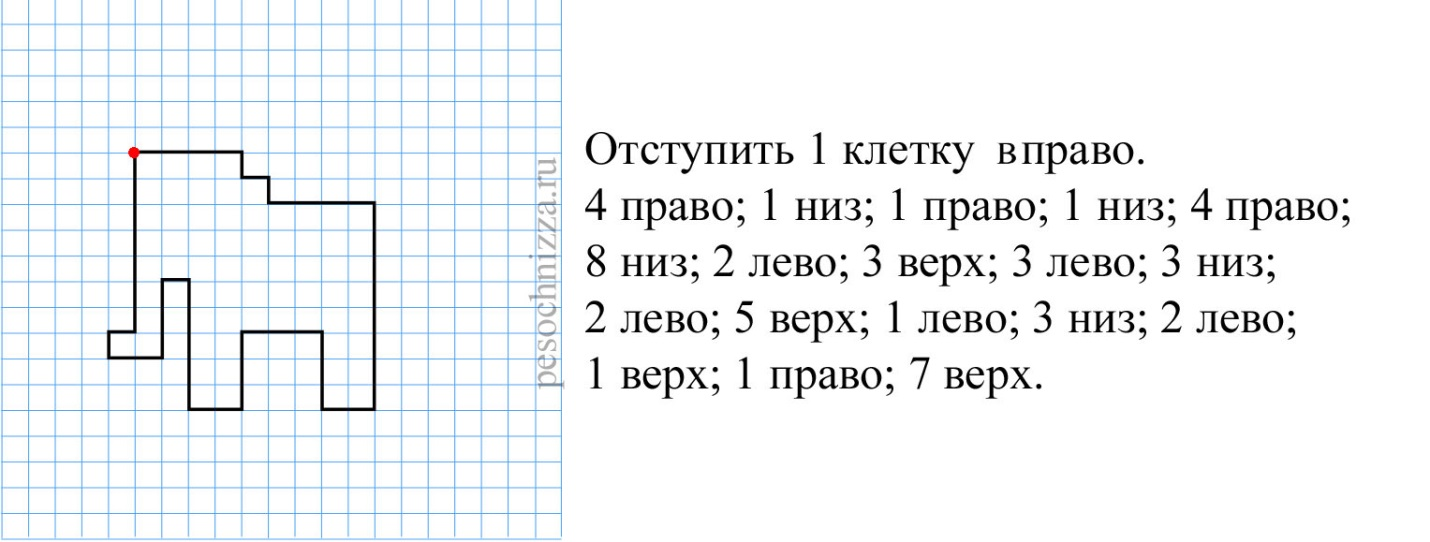 Отступить 1 клетку вправо.
4 право; 1 низ; 1 право; 1 низ; 4 право;
8 низ; 2 лево; 3 верх; 3 лево; 3 низ;
2 лево; 5 верх; 1 лево; 3 низ; 2 лево;
1 верх; 1 право; 7 верх.
pesochnizza.ru